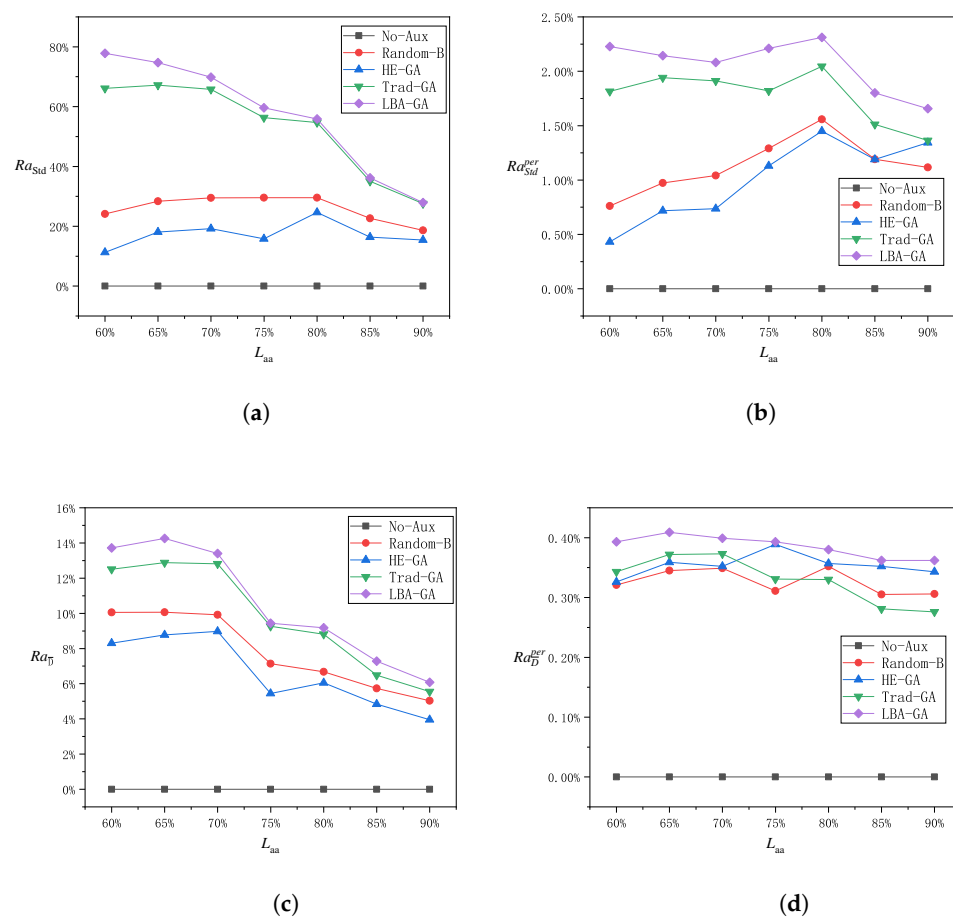 No-Aux
Random-B
HE-GA
Trad-GA
LBA-GA
80%
60%
40%
20%
0%
Ra_Std
60% 65% 70% 75% 80% 85% 90%
L_aa
(a)
2.50%
2.00%
1.50%
1.00%
0.50%
0.00%
Ra_Std^per
No-Aux
Random-B
HE-GA
Trad-GA
LBA-GA
60% 65% 70% 75% 80% 85% 90%
L_aa
(b)
16%
14%
12%
10%
8%
6%
4%
2%
0%
Ra_D̅
No-Aux
Random-B
HE-GA
Trad-GA
LBA-GA
60% 65% 70% 75% 80% 85% 90%
L_aa
(c)
0.40%
0.30%
0.20%
0.10%
0.00%
Ra_D̅^per
No-Aux
Random-B
HE-GA
Trad-GA
LBA-GA
60% 65% 70% 75% 80% 85% 90%
L_aa
(d)